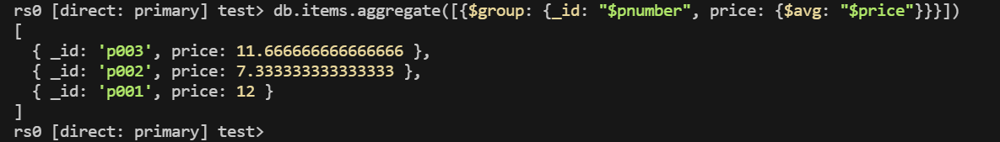 rs0 [direct: primary] test> db.items.aggregate([{$group: {_id: "$pnumber", price: {$avg: "$price"}}}])
[
  { _id: 'p003', price: 11.666666666666666 },
  { _id: 'p002', price: 7.333333333333333 },
  { _id: 'p001', price: 12 }
]
rs0 [direct: primary] test>